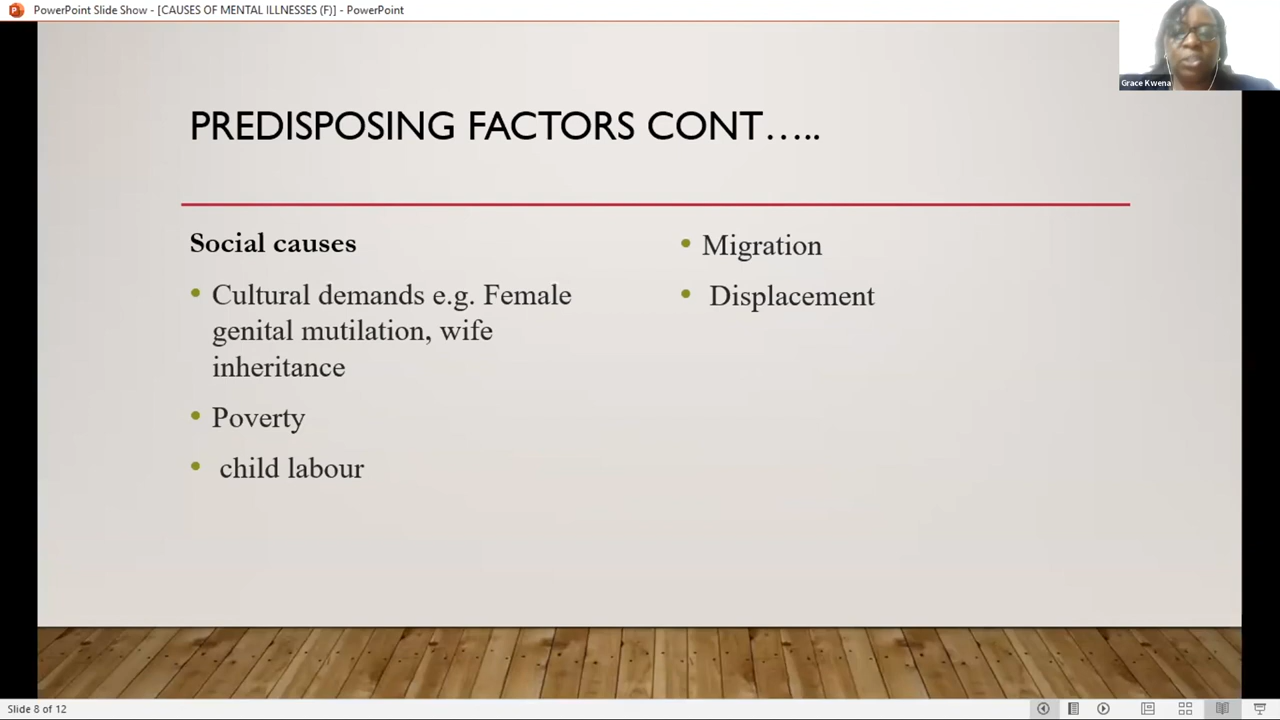 PowerPoint Slide Show - [CAUSES OF MENTAL ILLNESSES (F)] - PowerPoint
Grace Kwena
PREDISPOSING FACTORS CONT…..
Social causes
• Cultural demands e.g. Female
genital mutilation, wife
inheritance
• Poverty
• child labour
• Migration
• Displacement
Slide 8 of 12